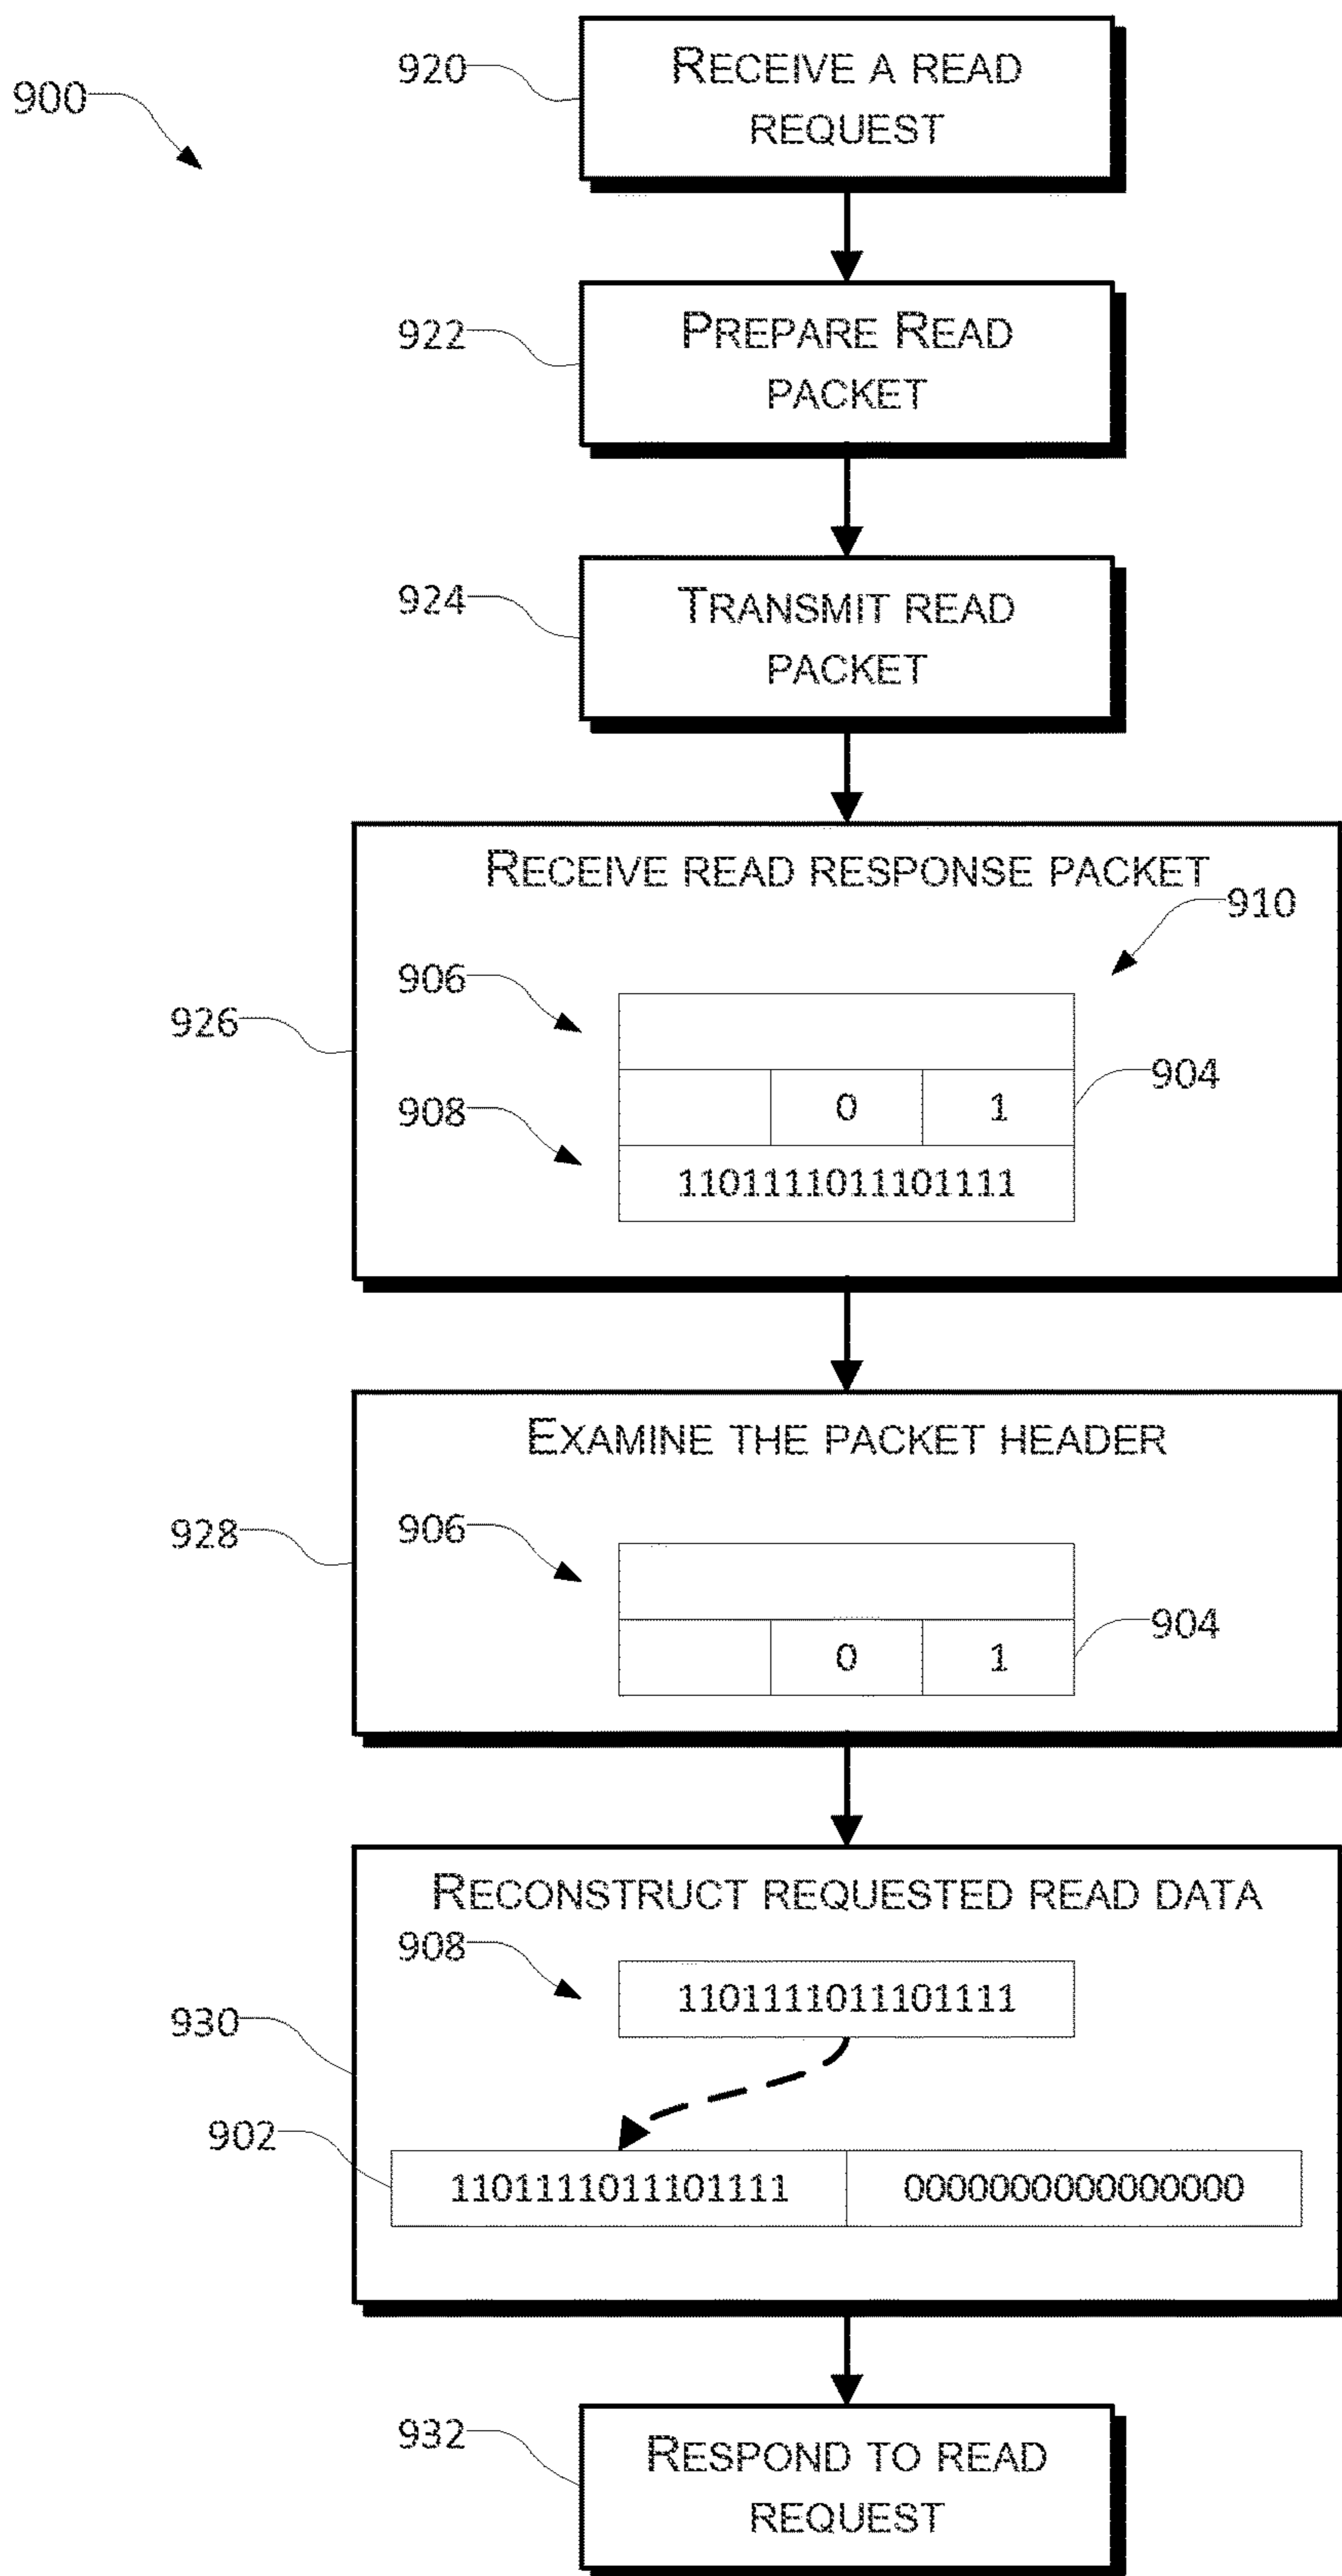 900
920
RECEIVE A READ
REQUEST
922
PREPARE READ
PACKET
924
TRANSMIT READ
PACKET
926
RECEIVE READ RESPONSE PACKET
910
906
904
908
0 1
1101111011101111
928
EXAMINE THE PACKET HEADER
906
904
0 1
930
RECONSTRUCT REQUESTED READ DATA
908
1101111011101111
902
1101111011101111 0000000000000000
932
RESPOND TO READ
REQUEST